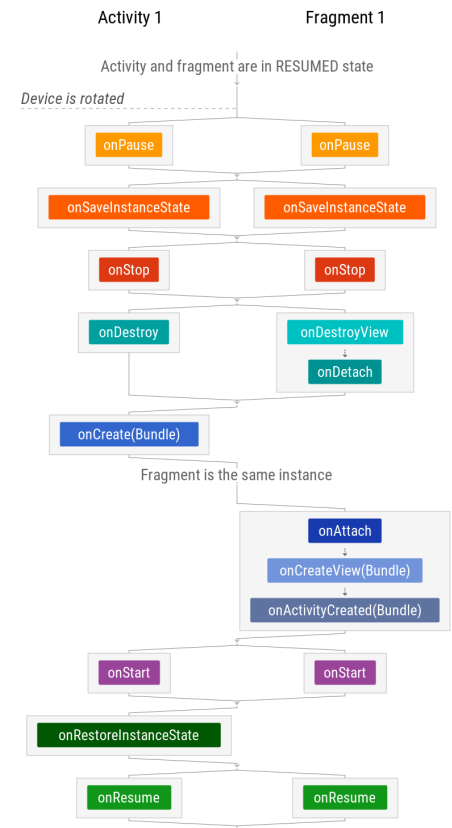 Activity 1 Fragment 1
Activity and fragment are in RESUMED state
Device is rotated
onPause onPause
onSaveInstanceState onSaveInstanceState
onStop onStop
onDestroy onDestroyView
onDetach
onCreate(Bundle)
Fragment is the same instance
onAttach
onCreateView(Bundle)
onActivityCreated(Bundle)
onStart onStart
onRestoreInstanceState
onResume onResume